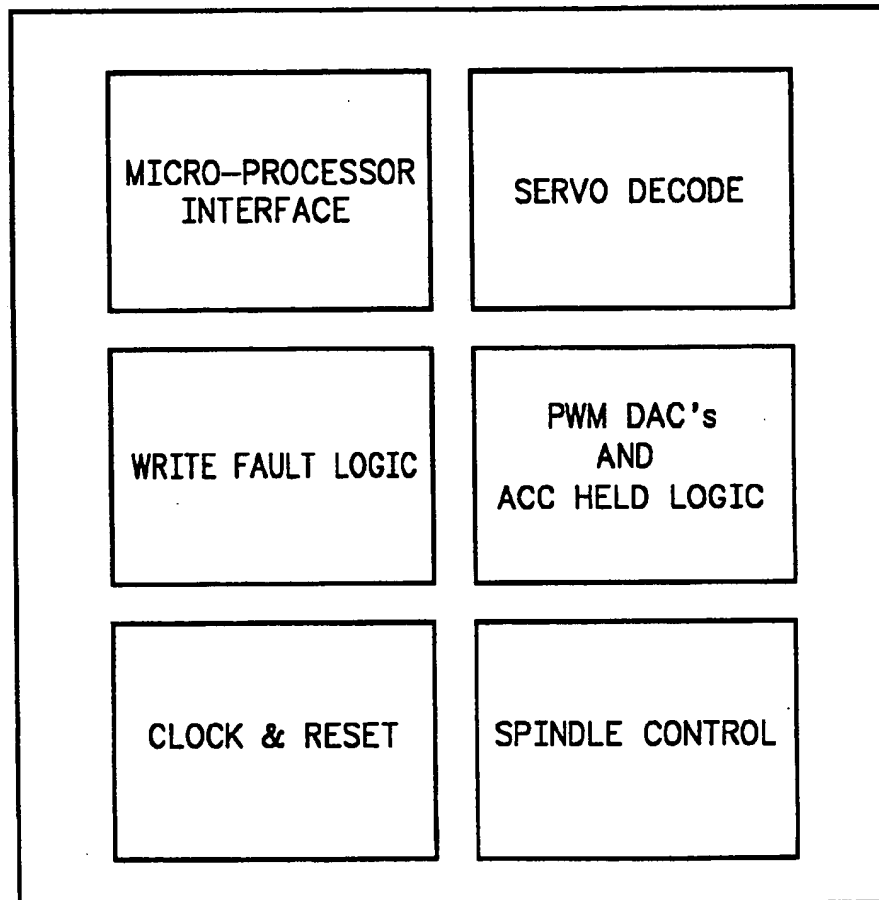 MICRO-PROCESSOR
INTERFACE
SERVO DECODE
WRITE FAULT LOGIC
PWM DAC's
AND
ACC HELD LOGIC
CLOCK & RESET
SPINDLE CONTROL